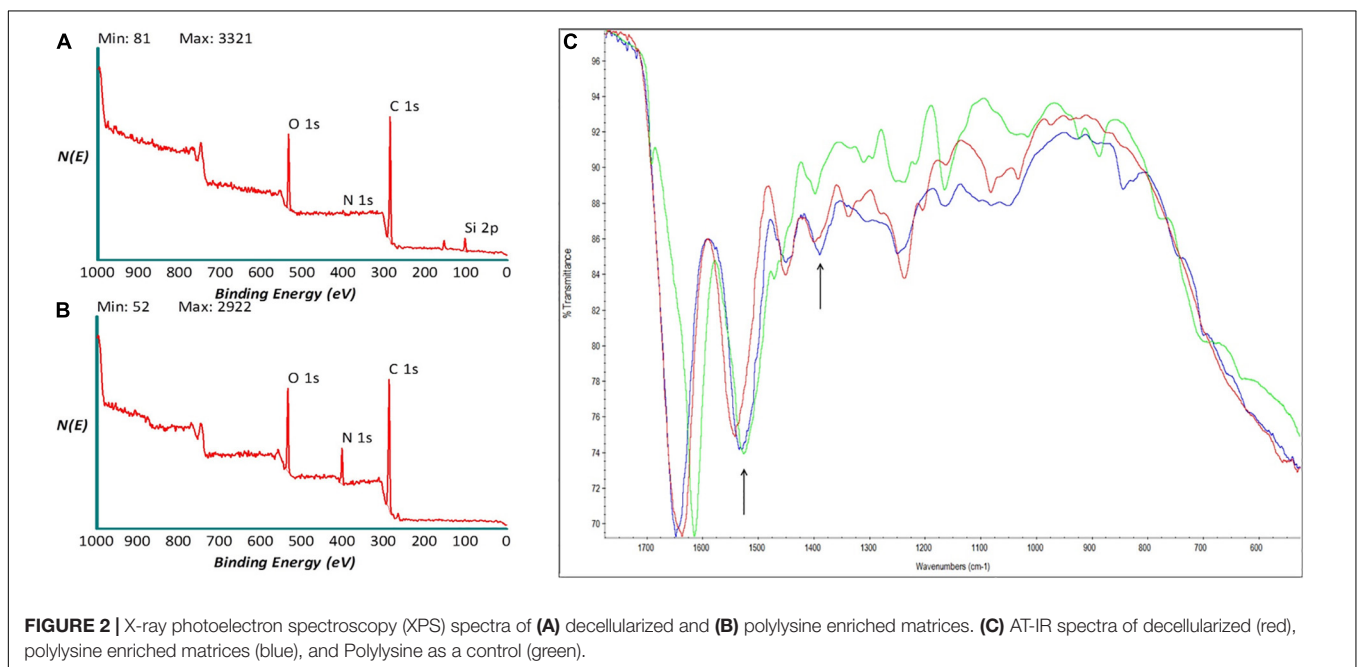 A
Min: 81 Max: 3321
C 1s
O 1s
N(E)
N 1s
Si 2p
1000 900 800 700 600 500 400 300 200 100 0
Binding Energy (eV)
B
Min: 52 Max: 2922
C 1s
O 1s
N(E)
N 1s
1000 900 800 700 600 500 400 300 200 100 0
Binding Energy (eV)
C
96
94
92
90
88
86
84
82
80
78
76
74
72
70
% Transmittance
1700 1600 1500 1400 1300 1200 1100 1000 900 800 700 600
Wavenumbers (cm-1)
FIGURE 2 | X-ray photoelectron spectroscopy (XPS) spectra of (A) decellularized and (B) polylysine enriched matrices. (C) AT-IR spectra of decellularized (red),
polylysine enriched matrices (blue), and Polylysine as a control (green).